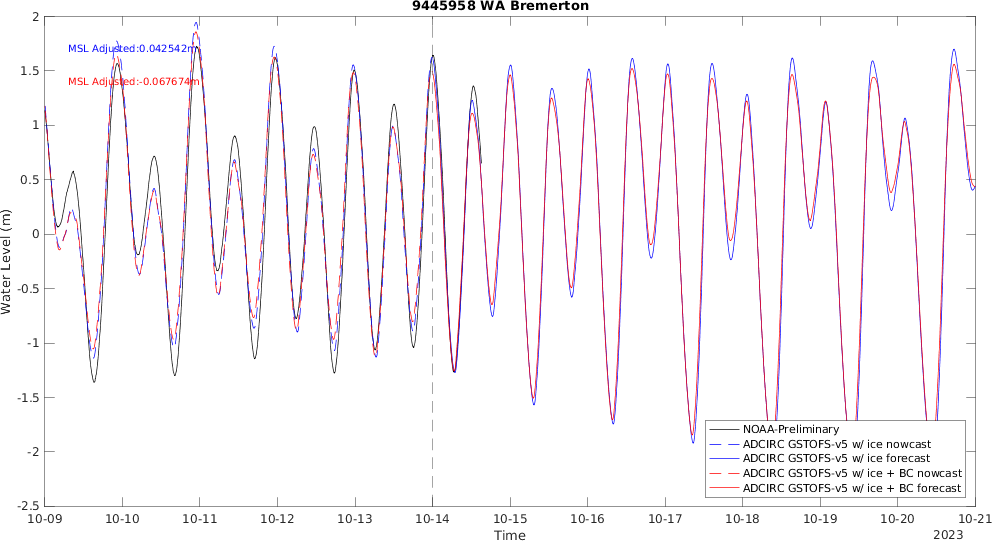 9445958 WA Bremerton
MSL Adjusted:0.042542m
MSL Adjusted:-0.067674m
Water Level (m)
2
1.5
1
0.5
0
-0.5
-1
-1.5
-2
-2.5
NOAA-Preliminary
ADCIRC GSTOFS-v5 w/ ice nowcast
ADCIRC GSTOFS-v5 w/ ice forecast
ADCIRC GSTOFS-v5 w/ ice + BC nowcast
ADCIRC GSTOFS-v5 w/ ice + BC forecast
10-09 10-10 10-11 10-12 10-13 10-14 10-15 10-16 10-17 10-18 10-19 10-20 10-21
Time
2023